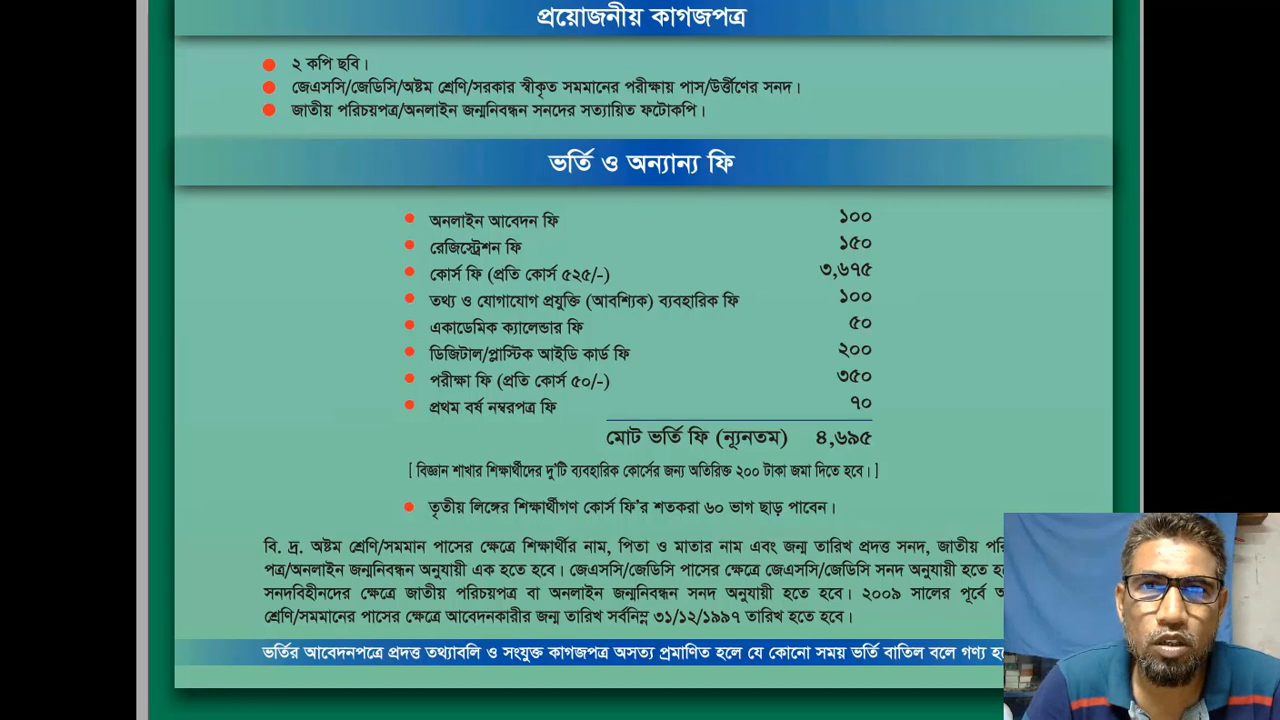 প্রয়োজনীয় কাগজপত্র
২ কপি ছবি।
জেএসসি/জেডিসি/অষ্টম শ্রেণি/সরকার স্বীকৃত সমমানের পরীক্ষায় পাস/উর্ত্তীণের সনদ।
জাতীয় পরিচয়পত্র/অনলাইন জন্মনিবন্ধন সনদের সত্যায়িত ফটোকপি।
ভর্তি ও অন্যান্য ফি
অনলাইন আবেদন ফি ১০০
রেজিস্ট্রেশন ফি ১৫০
কোর্স ফি (প্রতি কোর্স ৫২৫/-) ৩,৬৭৫
তথ্য ও যোগাযোগ প্রযুক্তি (আবশ্যিক) ব্যবহারিক ফি ১০০
একাডেমিক ক্যালেন্ডার ফি ৫০
ডিজিটাল/প্লাস্টিক আইডি কার্ড ফি ২০০
পরীক্ষা ফি (প্রতি কোর্স ৫০/-) ৩৫০
প্রথম বর্ষ নম্বরপত্র ফি ৭০
মোট ভর্তি ফি (ন্যূনতম) ৪,৬৯৫
[ বিজ্ঞান শাখার শিক্ষার্থীদের দু'টি ব্যবহারিক কোর্সের জন্য অতিরিক্ত ২০০ টাকা জমা দিতে হবে। ]
তৃতীয় লিঙ্গের শিক্ষার্থীগণ কোর্স ফি'র শতকরা ৬০ ভাগ ছাড় পাবেন।
বি. দ্র. অষ্টম শ্রেণি/সমমান পাসের ক্ষেত্রে শিক্ষার্থীর নাম, পিতা ও মাতার নাম এবং জন্ম তারিখ প্রদত্ত সনদ, জাতীয়
পত্র/অনলাইন জন্মনিবন্ধন অনুযায়ী এক হতে হবে। জেএসসি/জেডিসি পাসের ক্ষেত্রে জেএসসি/জেডিসি সনদ অনুযায়ী হতে
সনদবিহীনদের ক্ষেত্রে জাতীয় পরিচয়পত্র বা অনলাইন জন্মনিবন্ধন সনদ অনুযায়ী হতে হবে। ২০০৯ সালের পূর্বে
শ্রেণি/সমমানের পাসের ক্ষেত্রে আবেদনকারীর জন্ম তারিখ সর্বনিম্ন ৩১/১২/১৯৯৭ তারিখ হতে হবে।
ভর্তির আবেদনপত্রে প্রদত্ত তথ্যাবলি ও সংযুক্ত কাগজপত্র অসত্য প্রমাণিত হলে যে কোনো সময় ভর্তি বাতিল বলে গণ্য